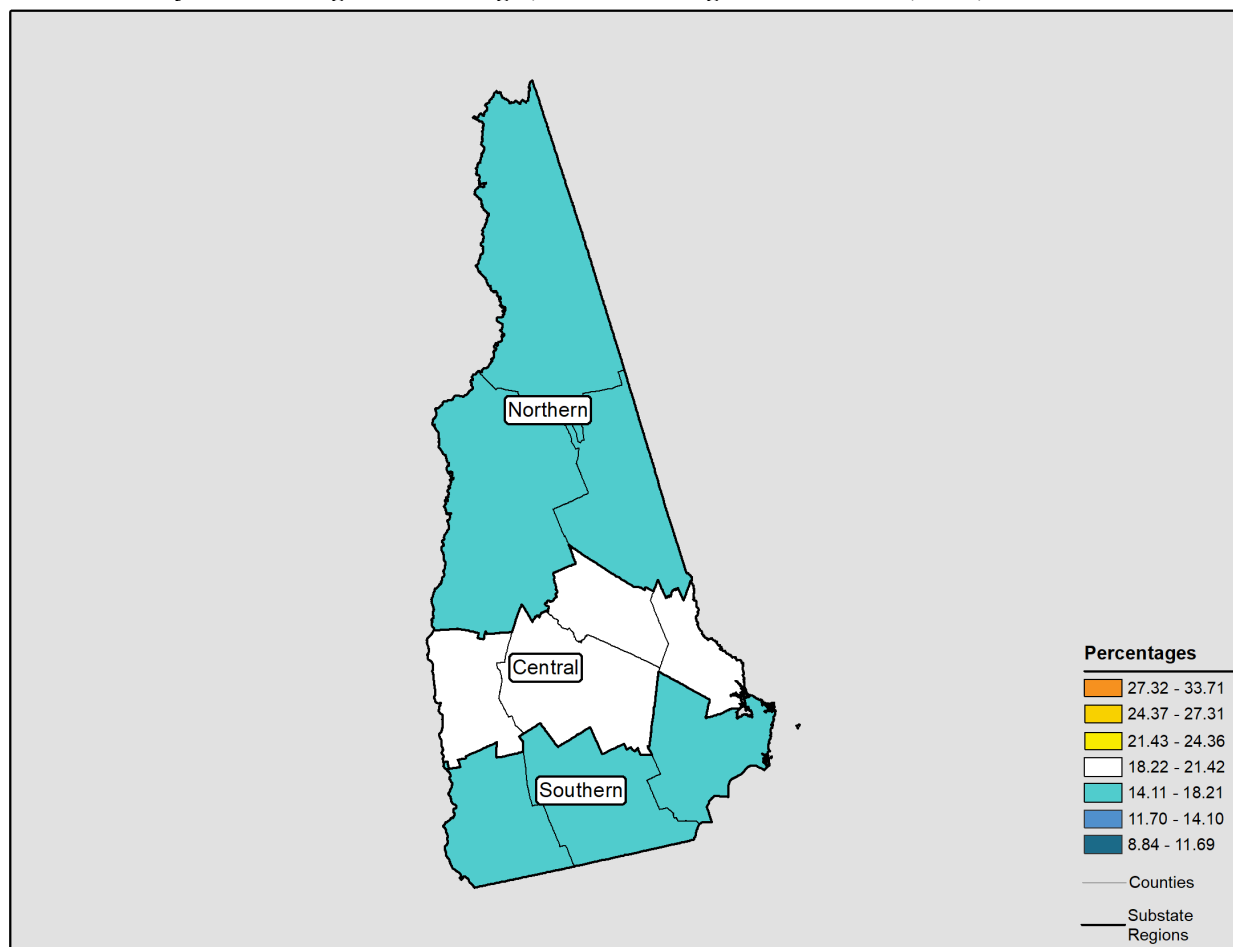 Northern
Central
Southern
Percentages
27.32 - 33.71
24.37 - 27.31
21.43 - 24.36
18.22 - 21.42
14.11 - 18.21
11.70 - 14.10
8.84 - 11.69
Counties
Substate
Regions